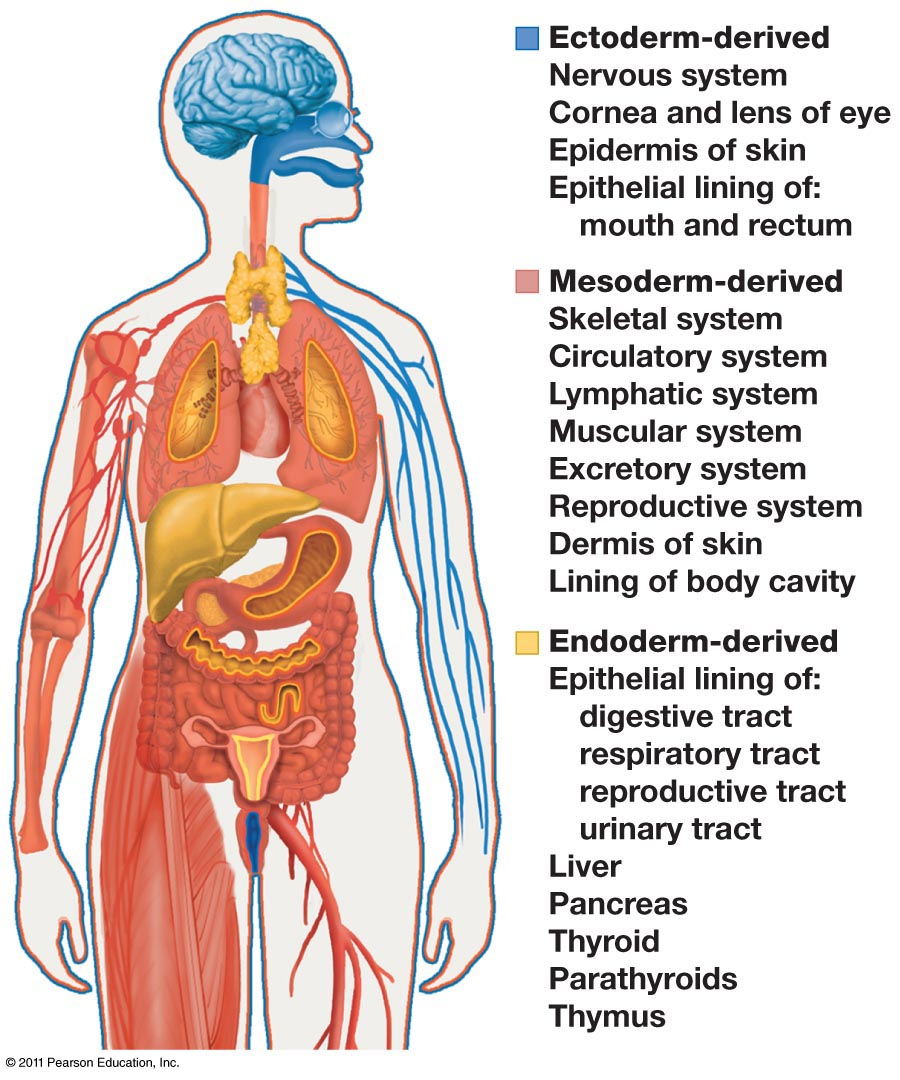 Ectoderm-derived
Nervous system
Cornea and lens of eye
Epidermis of skin
Epithelial lining of:
mouth and rectum
Mesoderm-derived
Skeletal system
Circulatory system
Lymphatic system
Muscular system
Excretory system
Reproductive system
Dermis of skin
Lining of body cavity
Endoderm-derived
Epithelial lining of:
digestive tract
respiratory tract
reproductive tract
urinary tract
Liver
Pancreas
Thyroid
Parathyroids
Thymus
© 2011 Pearson Education, Inc.